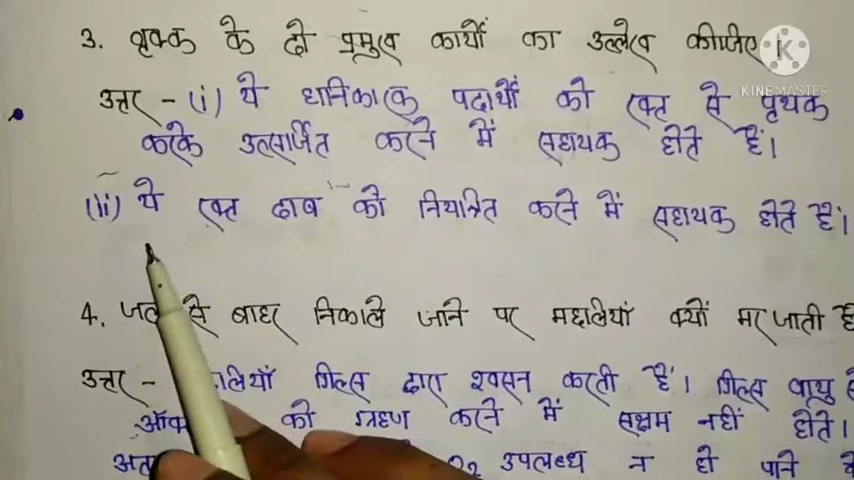 3. वृक्क के दो प्रमुख कार्यों का उल्लेख कीजिए।
K
KINEMASTER
उत्तर - (i) ये हानिकारक पदार्थों को रक्त से पृथक
करके उत्सर्जित करने में सहायक होते हैं।
(ii) ये रक्त दाब को नियंत्रित करने में सहायक होते हैं।
4. जल से बाहर निकाले जाने पर मछलियाँ क्यों मर जाती
उत्तर - गिल्स द्वारा श्वसन करती हैं। गिल्स वायु
को ग्रहण करने में सक्षम नहीं होते।
उपलब्ध न हो पाने